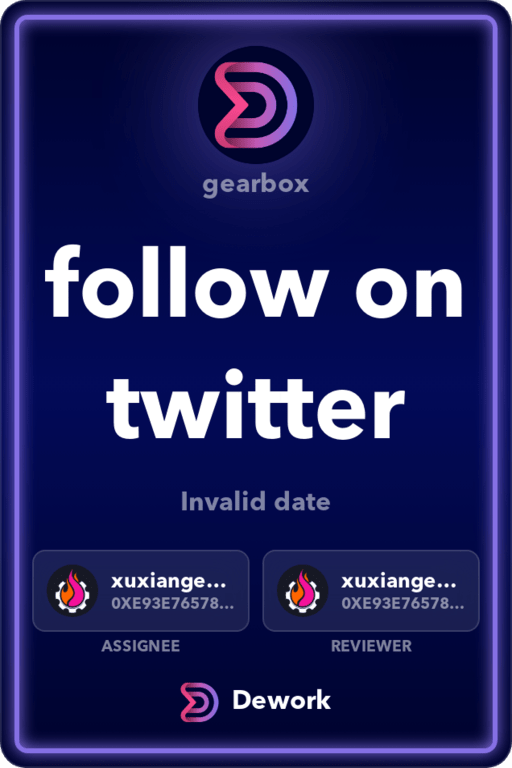 gearbox
follow on
twitter
Invalid date
xuxiange...
0XE93E76578...
ASSIGNEE
xuxiange...
0XE93E76578...
REVIEWER
Dework